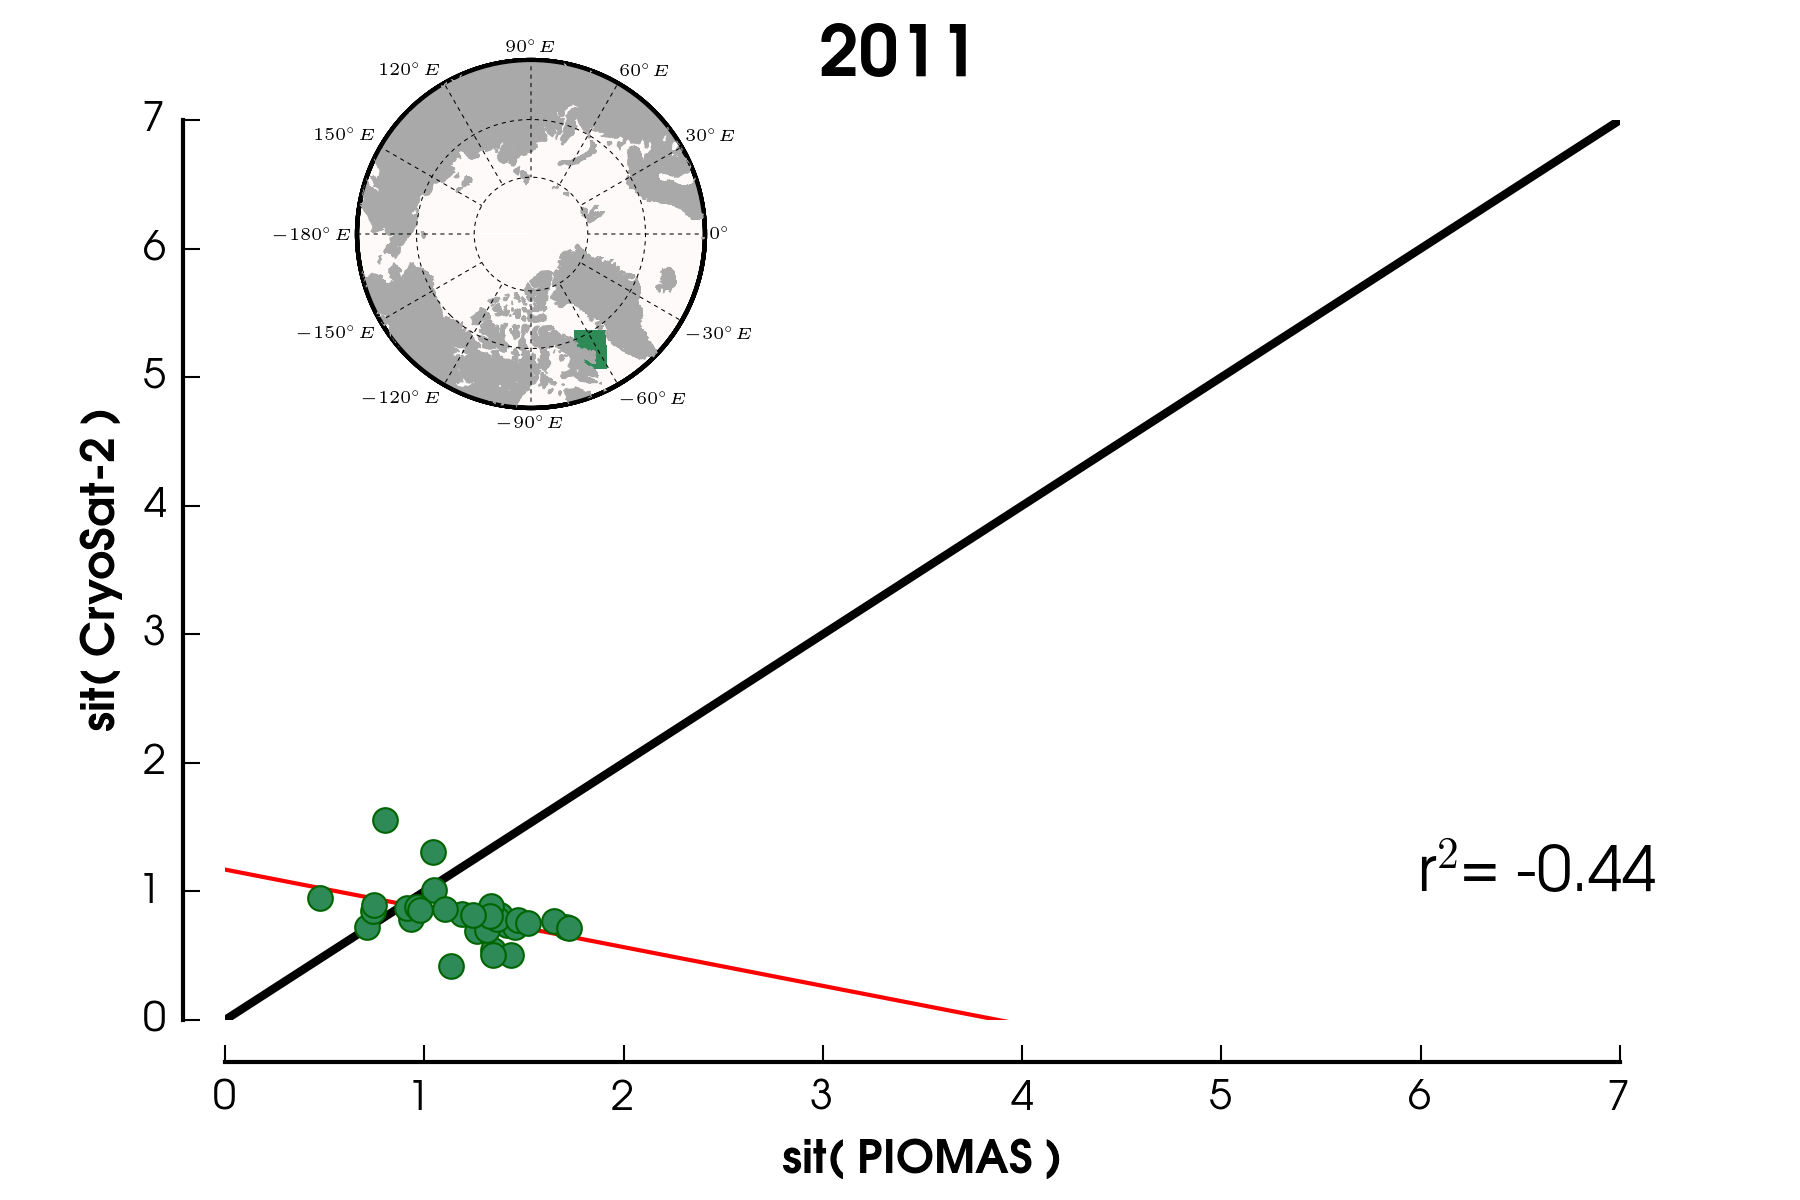 2011
90° E
120° E
60° E
150° E
30° E
−180° E
0°
−150° E
−30° E
−120° E
−60° E
−90° E
7
6
5
4
3
2
1
0
sit( CryoSat-2 )
r²= -0.44
0 1 2 3 4 5 6 7
sit( PIOMAS )